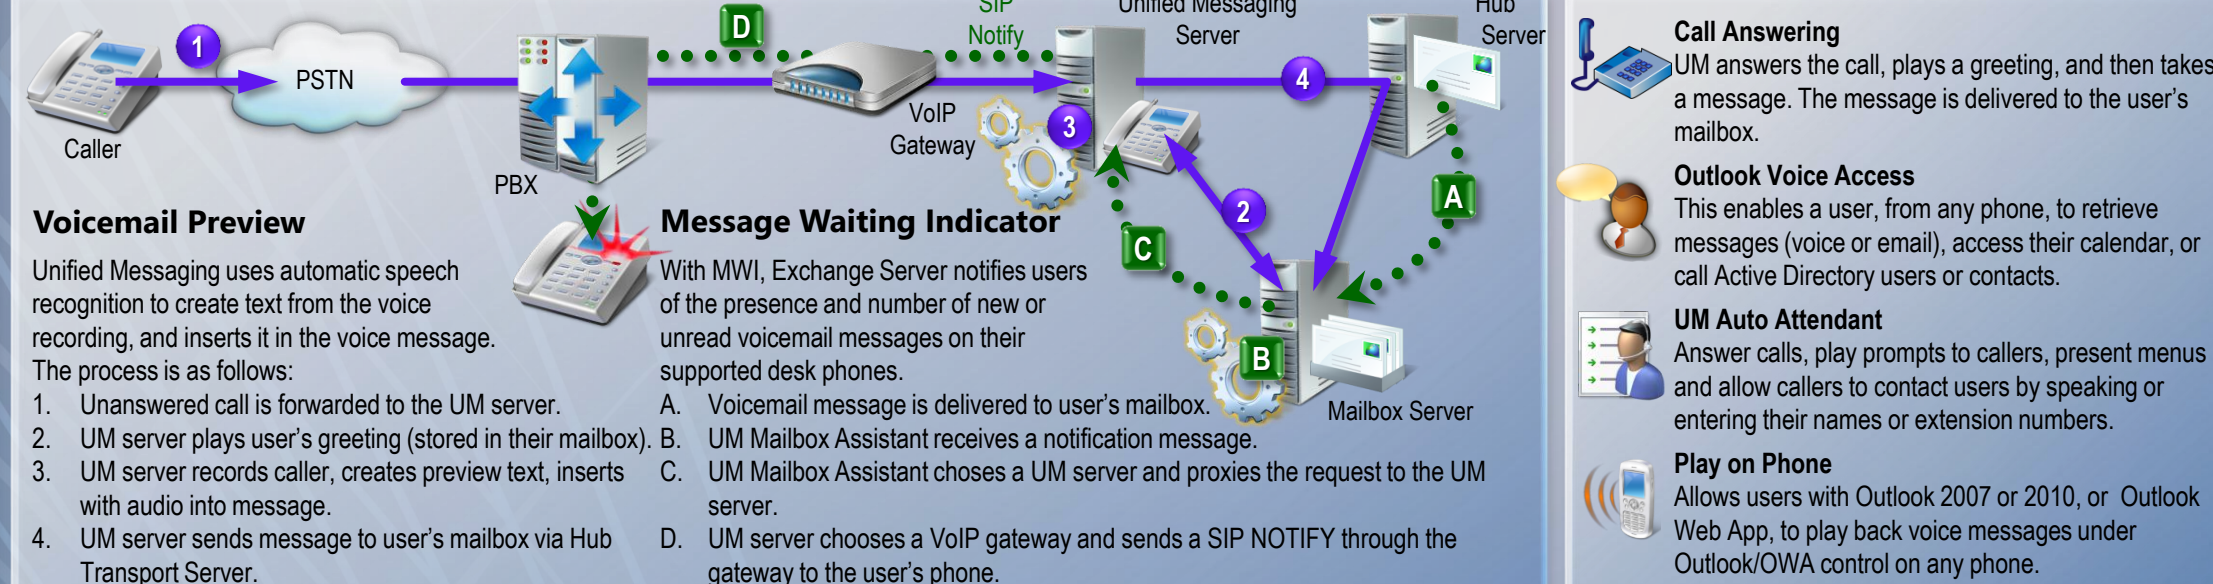 SIP
Notify
Unified Messaging
Server
Hub
Server
D
1
PSTN
4
Caller
PBX
VoIP
Gateway
3
2
A
C
B
Mailbox Server
Voicemail Preview
Unified Messaging uses automatic speech
recognition to create text from the voice
recording, and inserts it in the voice message.
The process is as follows:
1. Unanswered call is forwarded to the UM server.
2. UM server plays user's greeting (stored in their mailbox).
3. UM server records caller, creates preview text, inserts
with audio into message.
4. UM server sends message to user's mailbox via Hub
Transport Server.
Message Waiting Indicator
With MWI, Exchange Server notifies users
of the presence and number of new or
unread voicemail messages on their
supported desk phones.
A. Voicemail message is delivered to user's mailbox.
B. UM Mailbox Assistant receives a notification message.
C. UM Mailbox Assistant choses a UM server and proxies the request to the UM
server.
D. UM server chooses a VoIP gateway and sends a SIP NOTIFY through the
gateway to the user's phone.
Call Answering
UM answers the call, plays a greeting, and then takes
a message. The message is delivered to the user's
mailbox.
Outlook Voice Access
This enables a user, from any phone, to retrieve
messages (voice or email), access their calendar, or
call Active Directory users or contacts.
UM Auto Attendant
Answer calls, play prompts to callers, present menus
and allow callers to contact users by speaking or
entering their names or extension numbers.
Play on Phone
Allows users with Outlook 2007 or 2010, or Outlook
Web App, to play back voice messages under
Outlook/OWA control on any phone.